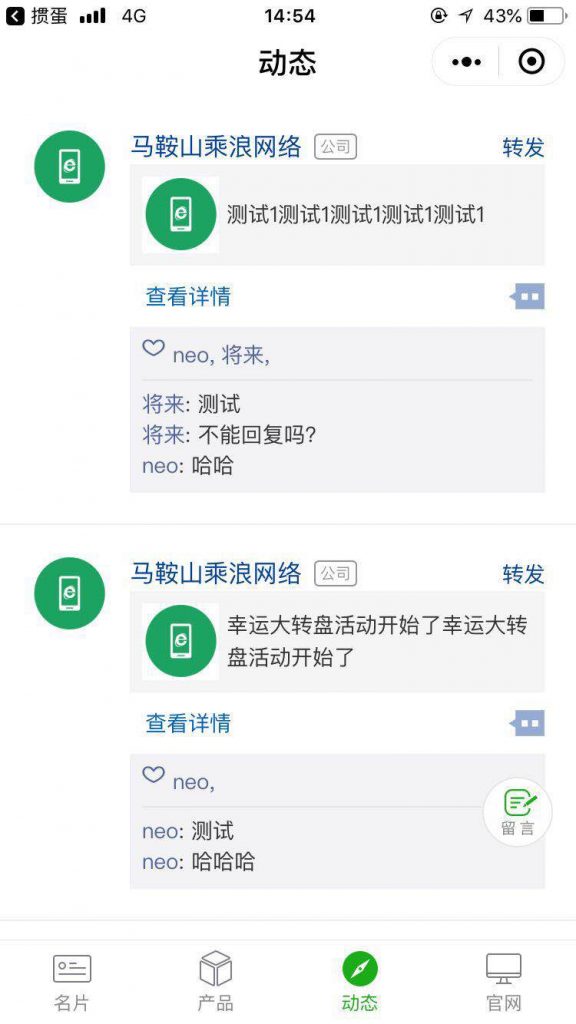 掼蛋 4G 14:54 43%
动态
马鞍山乘浪网络 公司 转发
测试1测试1测试1测试1测试1
查看详情
neo, 将来,
将来: 测试
将来: 不能回复吗?
neo: 哈哈
马鞍山乘浪网络 公司 转发
幸运大转盘活动开始了幸运大转
盘活动开始了
查看详情
neo,
neo: 测试
neo: 哈哈哈
留言
名片 产品 动态 官网